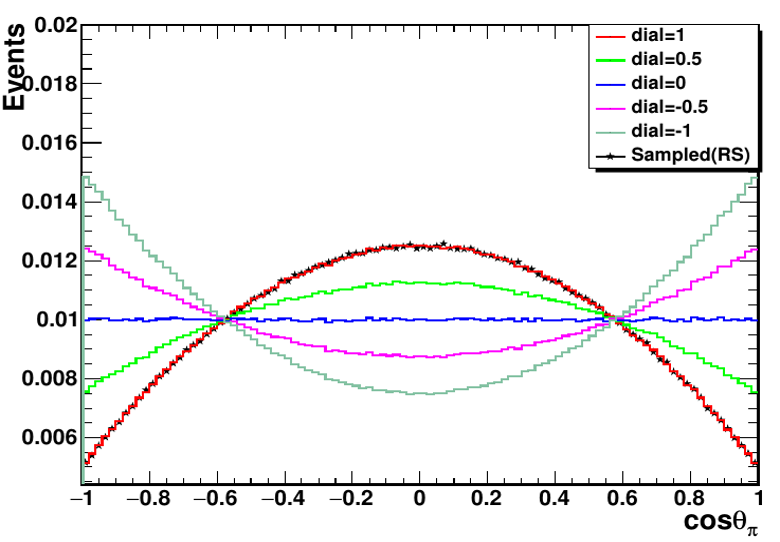 Events
0.02
0.018
0.016
0.014
0.012
0.01
0.008
0.006
−1
−0.8
−0.6
−0.4
−0.2
0
0.2
0.4
0.6
0.8
1
cosθπ
dial=1
dial=0.5
dial=0
dial=-0.5
dial=-1
Sampled(RS)